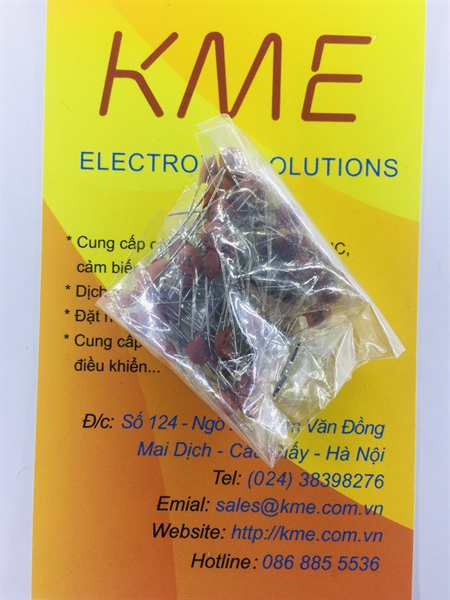 KME
ELECTRO OLUTIONS
* Cung cấp IC,
cảm biế
* Dịch
* Đặt
* Cung cấp
điều khiển...
Đ/c: Số 124 - Ngõ Văn Đồng
Mai Dịch - Cầu Giấy - Hà Nội
Tel: (024) 38398276
Emial: sales@kme.com.vn
Website: http://kme.com.vn
Hotline: 086 885 5536